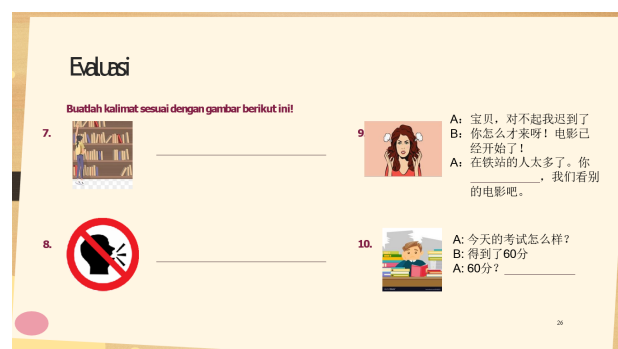 Evaluasi
Buatlah kalimat sesuai dengan gambar berikut ini!
7.
8.
9
A：宝贝，对不起我迟到了
B：你怎么才来呀！电影已
经开始了！
A：在铁站的人太多了。你
___________，我们看别
的电影吧。
10.
A: 今天的考试怎么样？
B: 得到了60分
A: 60分？___________
26